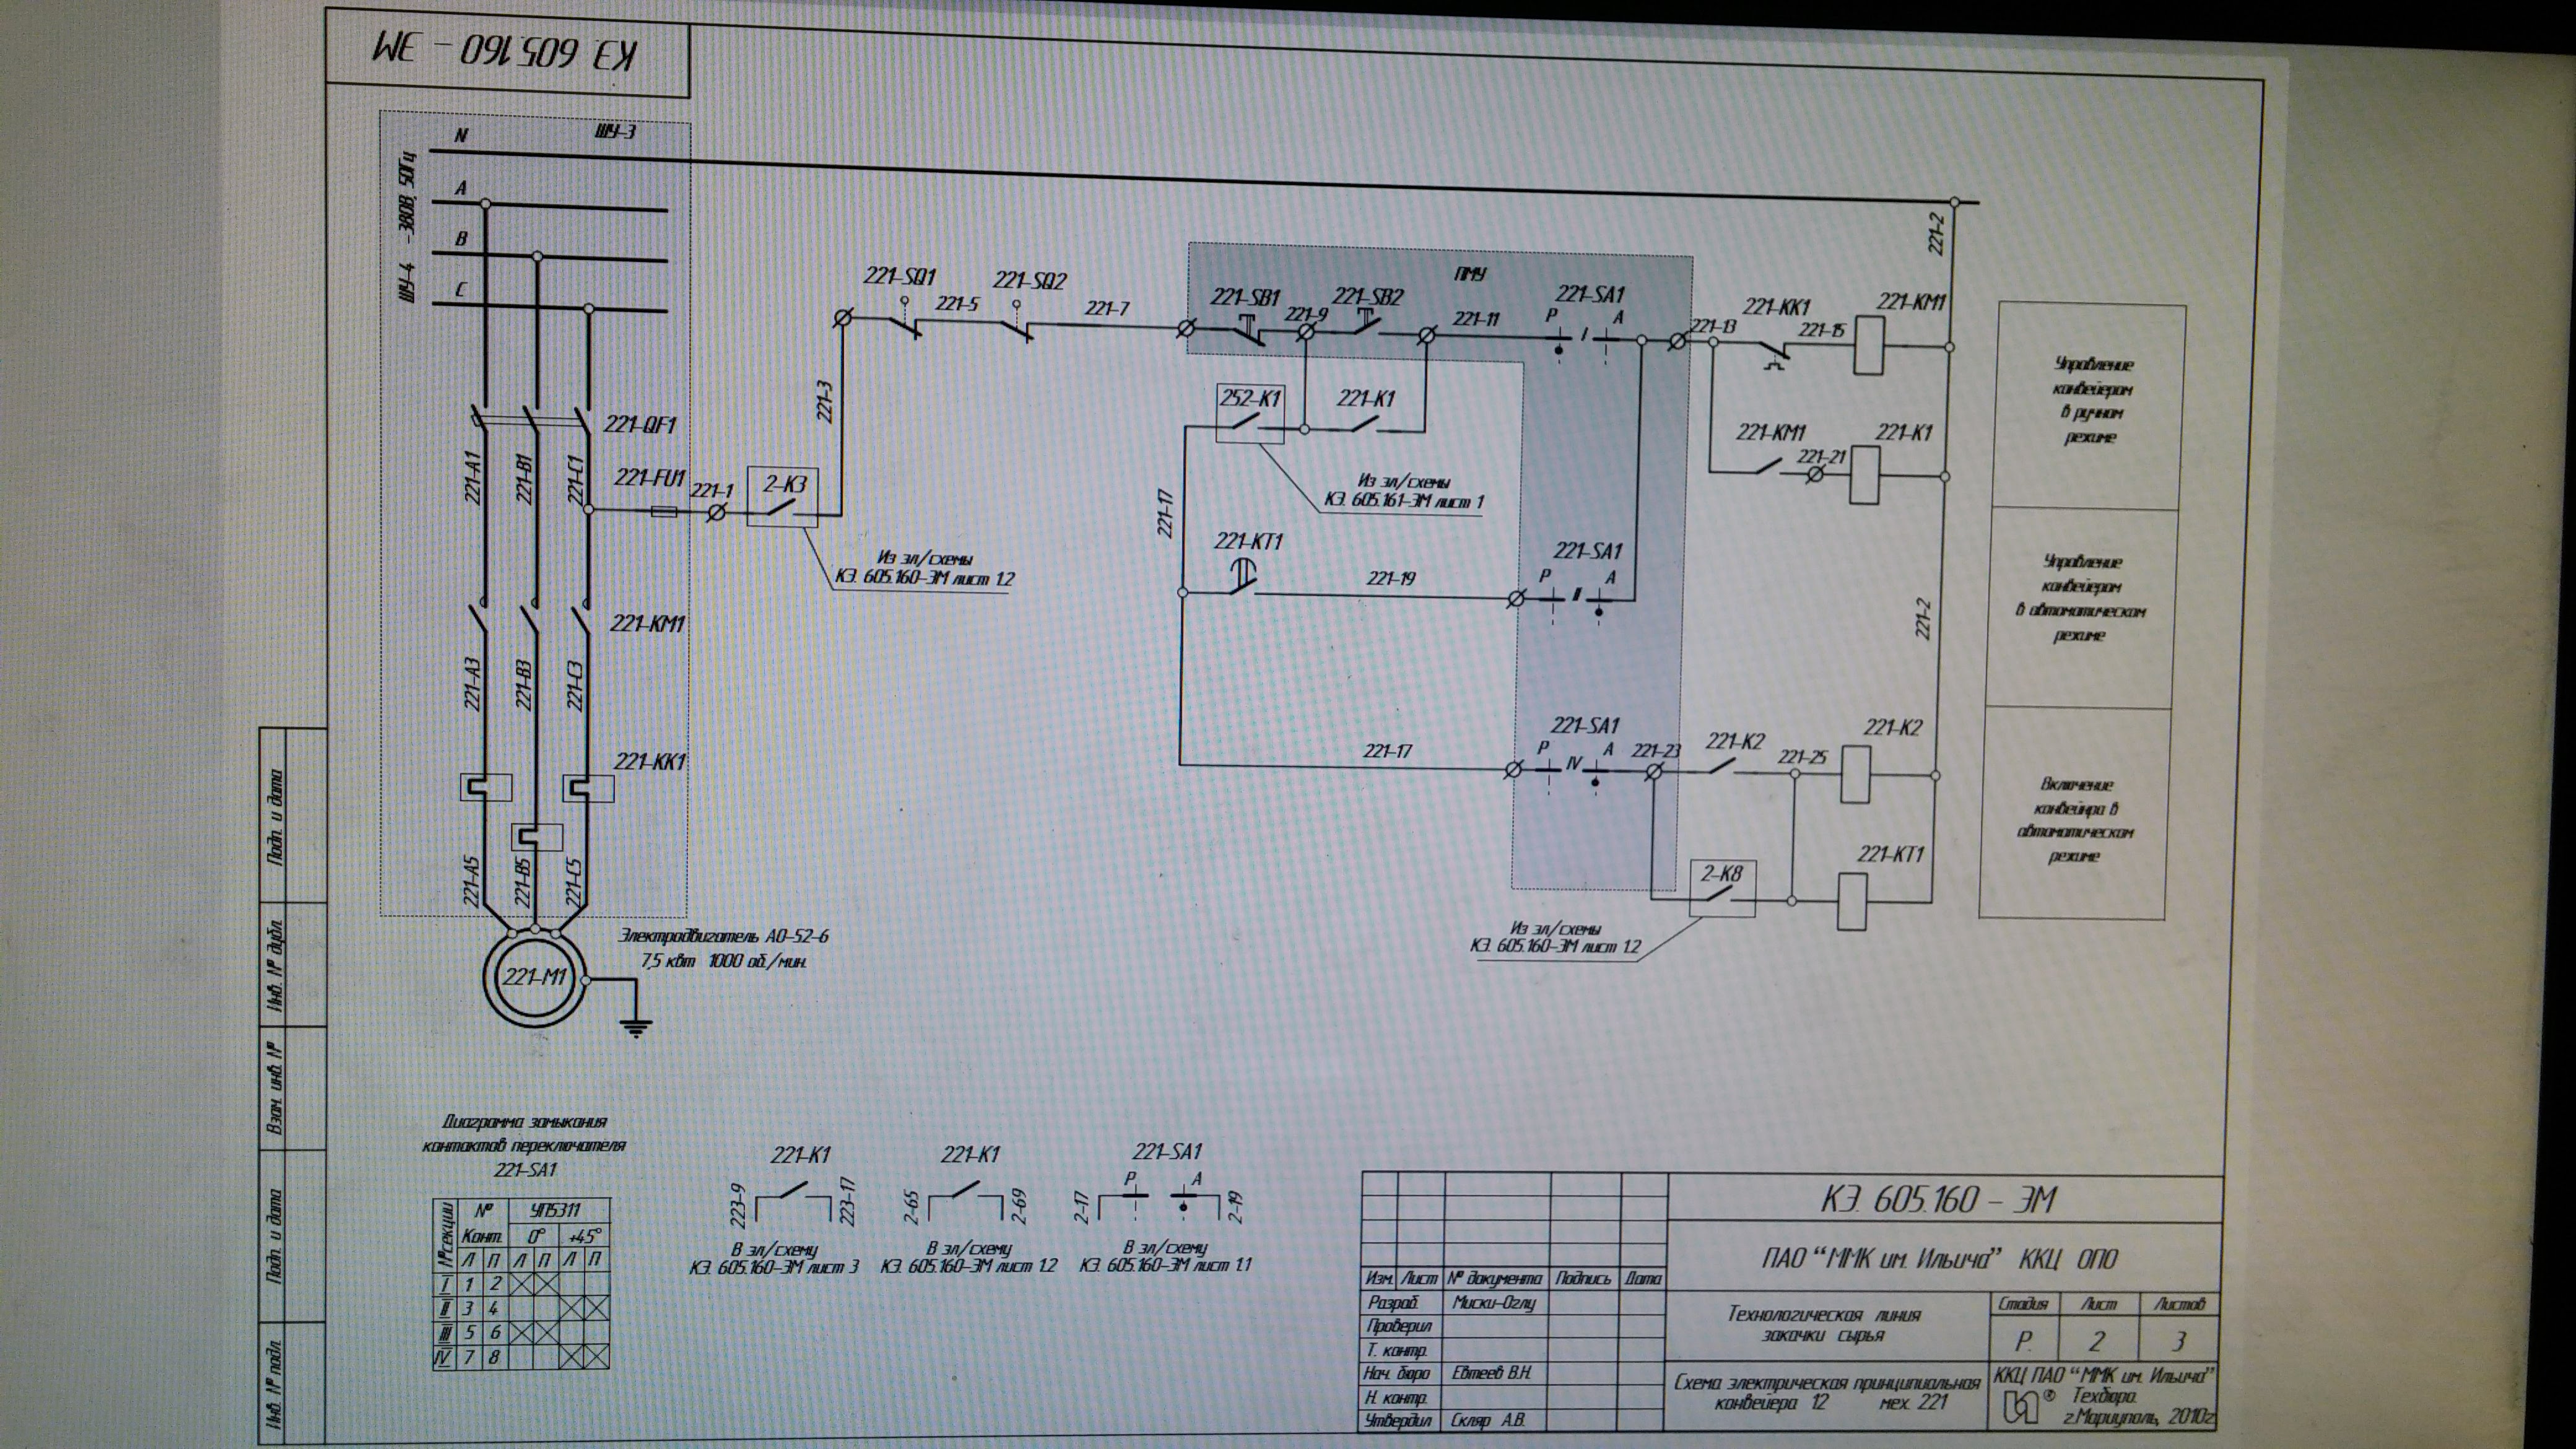 КЭ. 605.160 - ЭМ
ШУ-3
N
A
B
C
ШУ-4 ~380В, 50Гц
221-QF1
221-A1
221-B1
221-C1
221-FU1
221-1
2-К3
Из эл/схемы
КЭ. 605.160-ЭМ лист 1.2
221-3
221-KM1
221-A3
221-B3
221-C3
221-KK1
221-A5
221-B5
221-C5
221-M1
Электродвигатель АО-52-6
7,5 квт 1000 об./мин.
221-SQ1
221-5
221-SQ2
221-7
ПМУ
221-SB1
221-9
221-SB2
221-11
221-SA1
Р I А
221-13
221-KK1
221-15
221-KM1
221-2
252-K1
221-K1
Из эл/схемы
КЭ. 605.161-ЭМ лист 1
221-KM1
221-21
221-K1
221-17
221-KT1
221-19
221-SA1
Р II А
221-2
221-17
221-SA1
Р IV А
221-23
221-K2
221-25
221-K2
2-К8
221-KT1
Из эл/схемы
КЭ. 605.160-ЭМ лист 1.2
Управление
конвейером
в ручном
режиме
Управление
конвейером
в автоматическом
режиме
Включение
конвейнра в
автоматическом
режиме
Диаграмма замыкания
контактов переключателя
221-SA1
№секции
№ УП5311
Конт. 0° +45°
Л П Л П Л П
I 1 2
II 3 4
III 5 6
IV 7 8
221-K1
223-9
223-17
В эл/схему
КЭ. 605.160-ЭМ лист 3
221-K1
2-65
2-69
В эл/схему
КЭ. 605.160-ЭМ лист 1.2
221-SA1
Р А
2-17
2-19
В эл/схему
КЭ. 605.160-ЭМ лист 1.1
Подп. и дата
Инв. № дубл.
Взам. инв. №
Подп. и дата
Инв. № подл.
КЭ. 605.160 - ЭМ
ПАО "ММК им. Ильича" ККЦ ОПО
Изм. Лист № документа Подпись Дата
Разраб. Миски-Оглу
Проверил
Т. контр.
Нач. бюро Евтеев В.Н.
Н. контр.
Утвердил Скляр А.В.
Технологическая линия
закачки сырья
Стадия Лист Листов
Р. 2 3
Схема электрическая принципиальная
конвейера 12 мех. 221
ККЦ ПАО "ММК им. Ильича"
Техбюро.
г.Мариуполь, 2010г